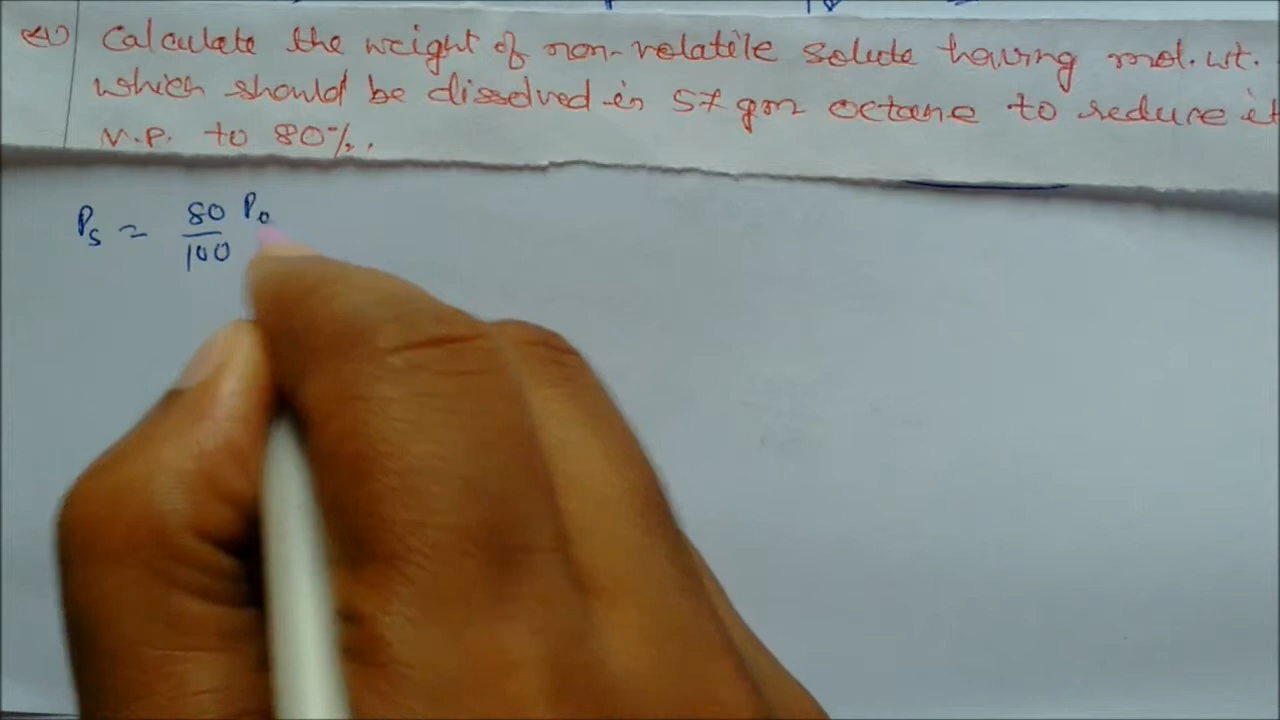 Calculate the weight of non-volatile solute having mol. wt.
which should be dissolved in 57 gm octane to reduce it
V.P. to 80%.
Ps = 80/100 Po